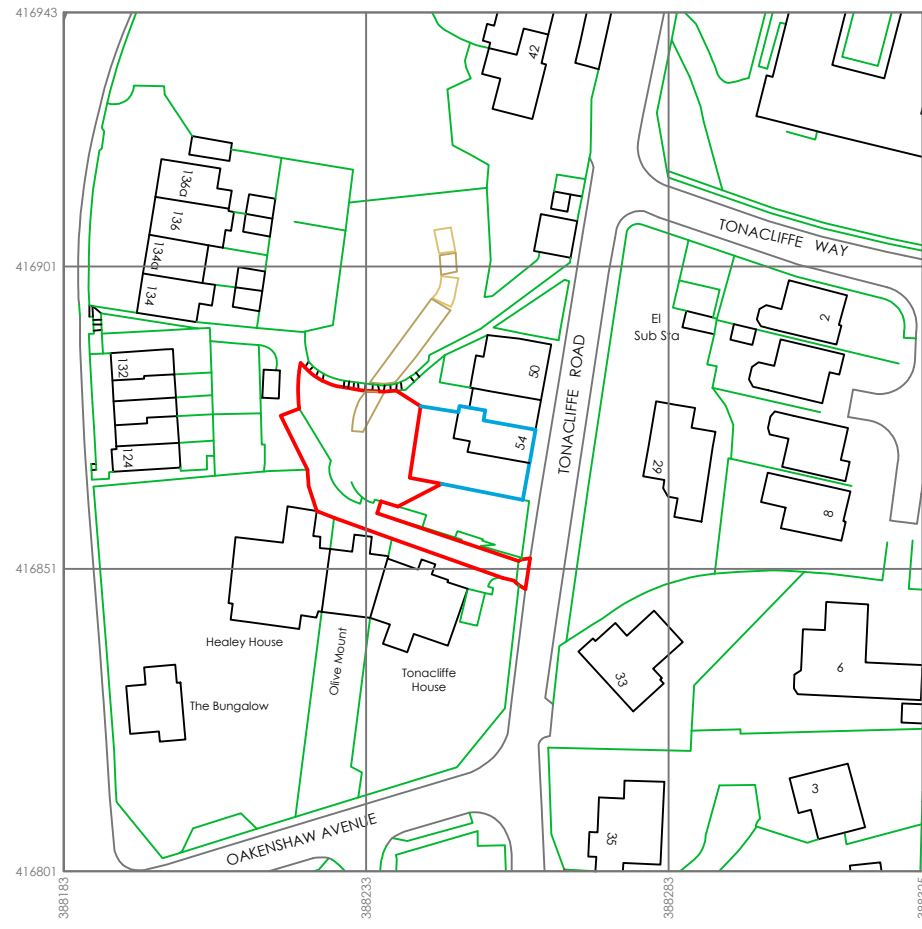 416943
42
136a
136
TONACLIFFE WAY
134a
416901
134
2
El
Sub Sta
50
TONACLIFFE ROAD
132
54
124
29
8
416851
Healey House
Olive Mount
Tonacliffe
House
33
6
The Bungalow
3
OAKENSHAW AVENUE
35
416801
388183
388233
388283